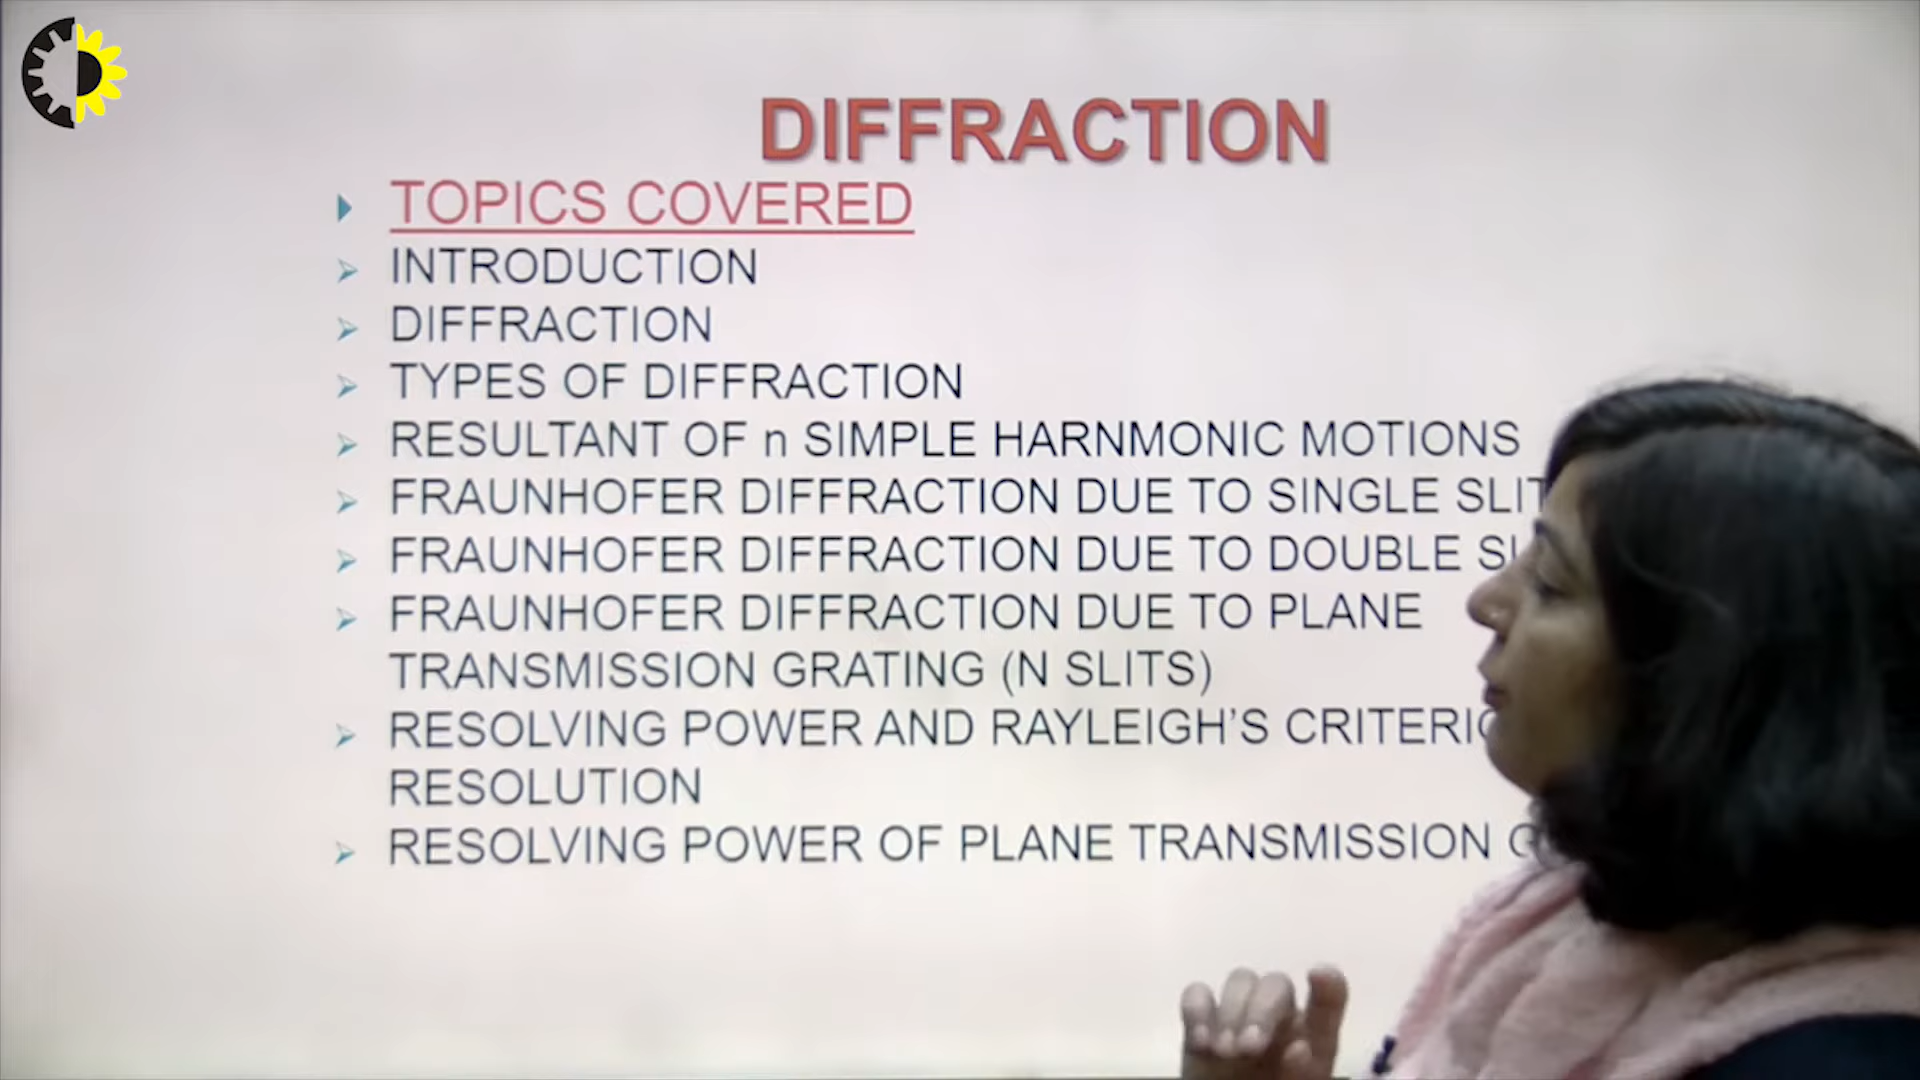 DIFFRACTION
TOPICS COVERED
INTRODUCTION
DIFFRACTION
TYPES OF DIFFRACTION
RESULTANT OF n SIMPLE HARNMONIC MOTIONS
FRAUNHOFER DIFFRACTION DUE TO SINGLE SLIT
FRAUNHOFER DIFFRACTION DUE TO DOUBLE
FRAUNHOFER DIFFRACTION DUE TO PLANE
TRANSMISSION GRATING (N SLITS)
RESOLVING POWER AND RAYLEIGH'S
RESOLUTION
RESOLVING POWER OF PLANE TRANSMISSION